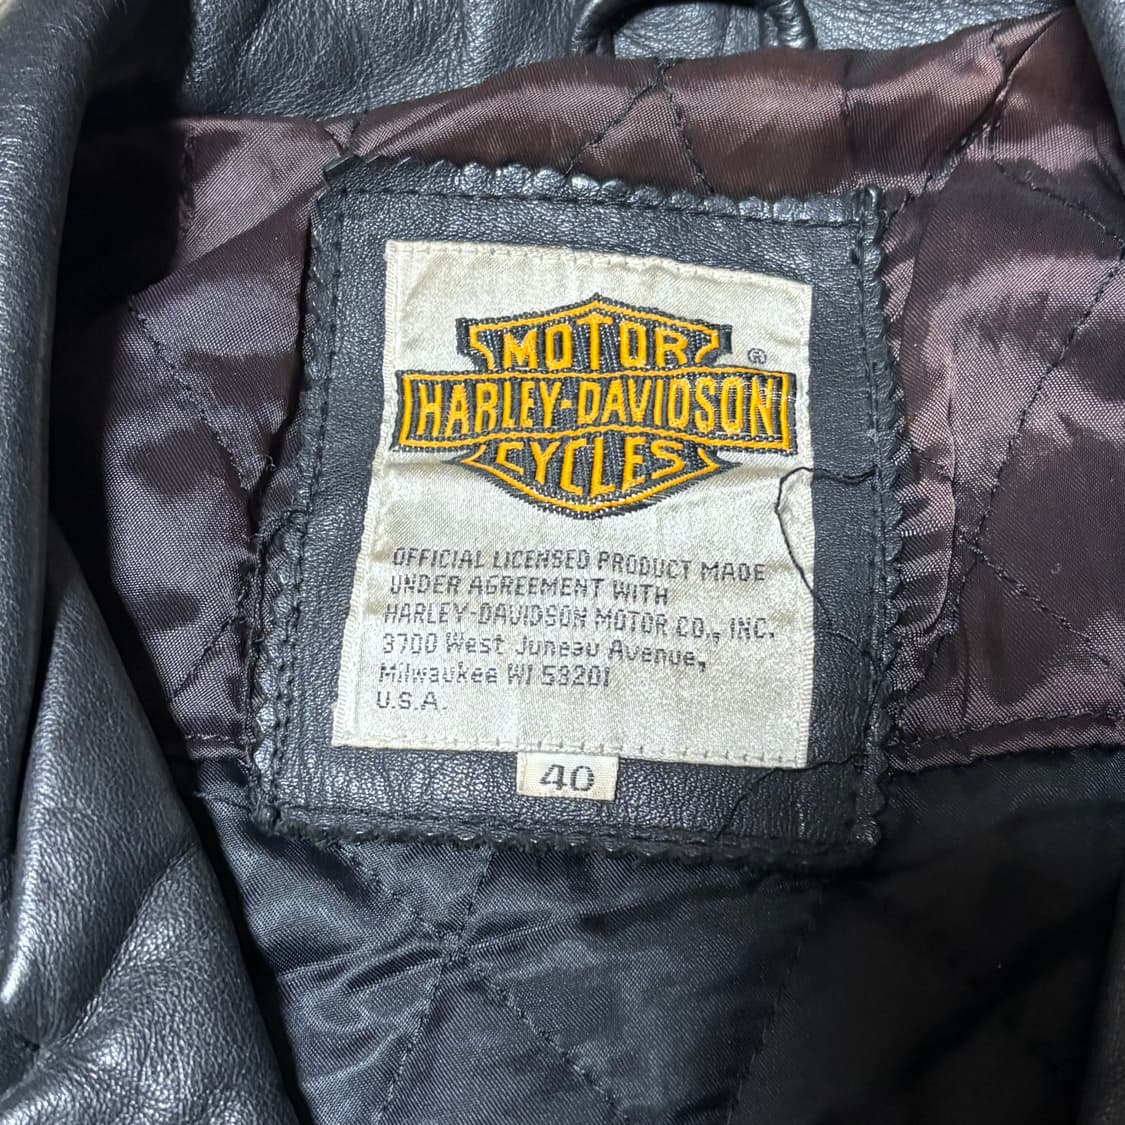 MOTOR
®
HARLEY-DAVIDSON
CYCLES
OFFICIAL LICENSED PRODUCT MADE
UNDER AGREEMENT WITH
HARLEY-DAVIDSON MOTOR CO., INC.
3700 West Juneau Avenue,
Milwaukee WI 53201
U.S.A.
40